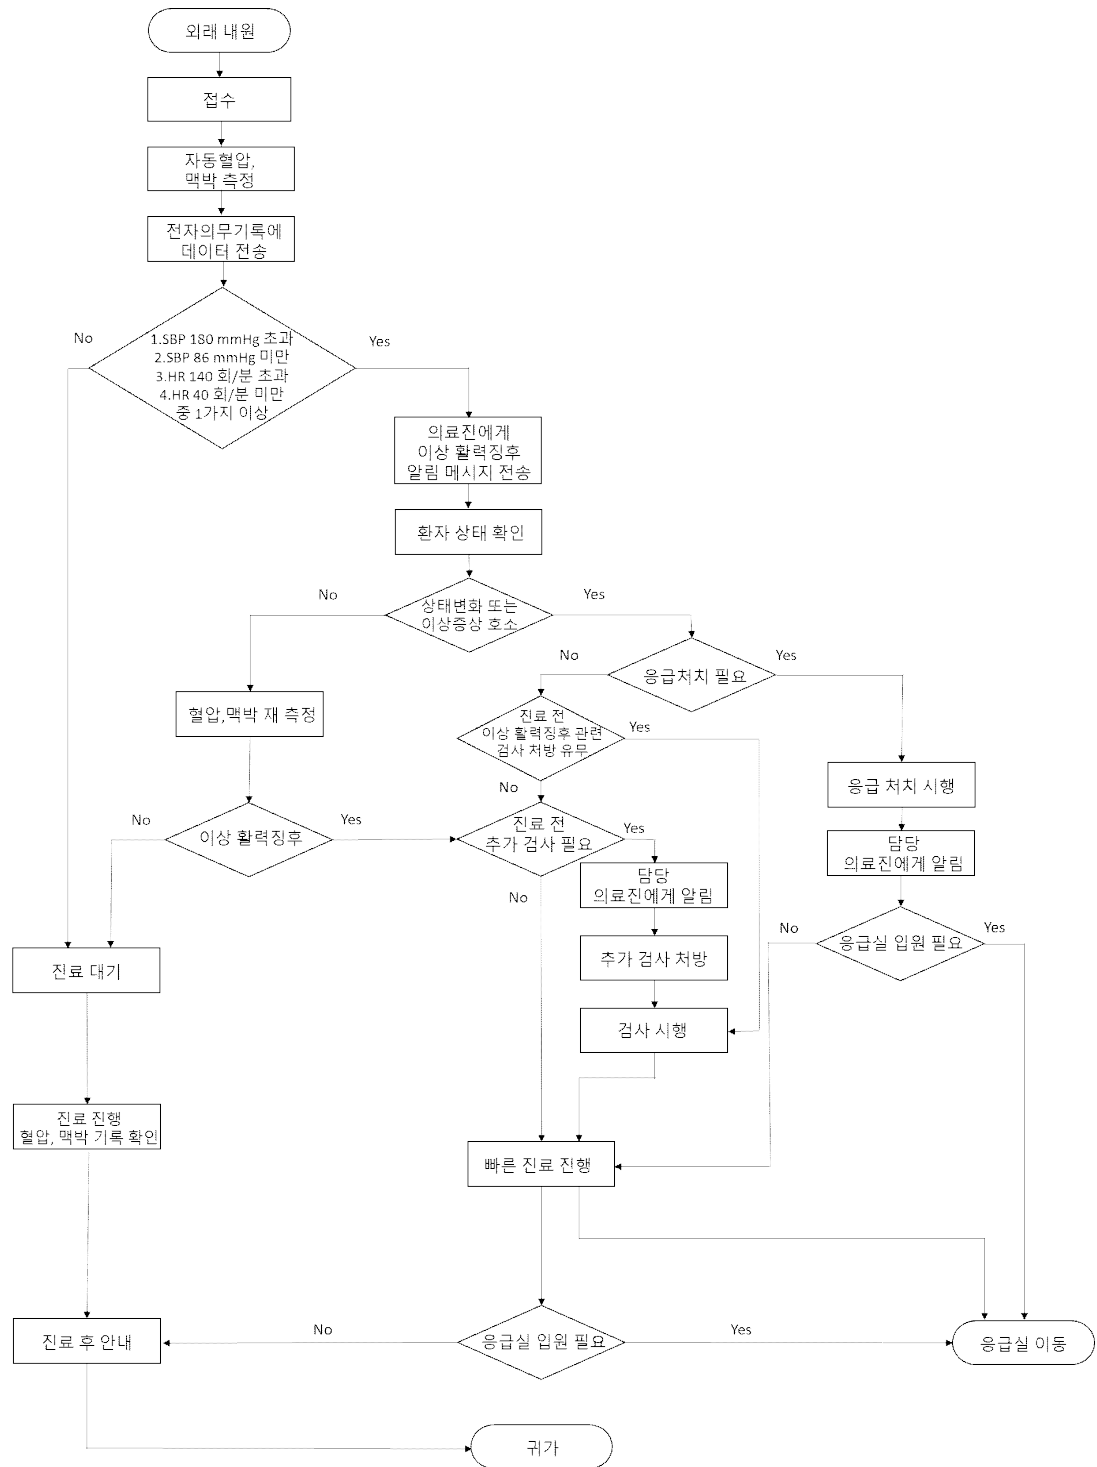 외래 내원
접수
자동혈압,
맥박 측정
전자의무기록에
데이터 전송
No
Yes
1.SBP 180 mmHg 초과
2.SBP 86 mmHg 미만
3.HR 140 회/분 초과
4.HR 40 회/분 미만
중 1가지 이상
의료진에게
이상 활력징후
알림 메시지 전송
환자 상태 확인
No
Yes
상태변화 또는
이상증상 호소
No
Yes
응급처치 필요
혈압,맥박 재 측정
진료 전
이상 활력징후 관련
검사 처방 유무
Yes
No
응급 처치 시행
No
Yes
이상 활력징후
진료 전
추가 검사 필요
Yes
No
담당
의료진에게 알림
담당
의료진에게 알림
추가 검사 처방
No
Yes
응급실 입원 필요
진료 대기
검사 시행
진료 진행
혈압, 맥박 기록 확인
빠른 진료 진행
진료 후 안내
No
응급실 입원 필요
Yes
응급실 이동
귀가